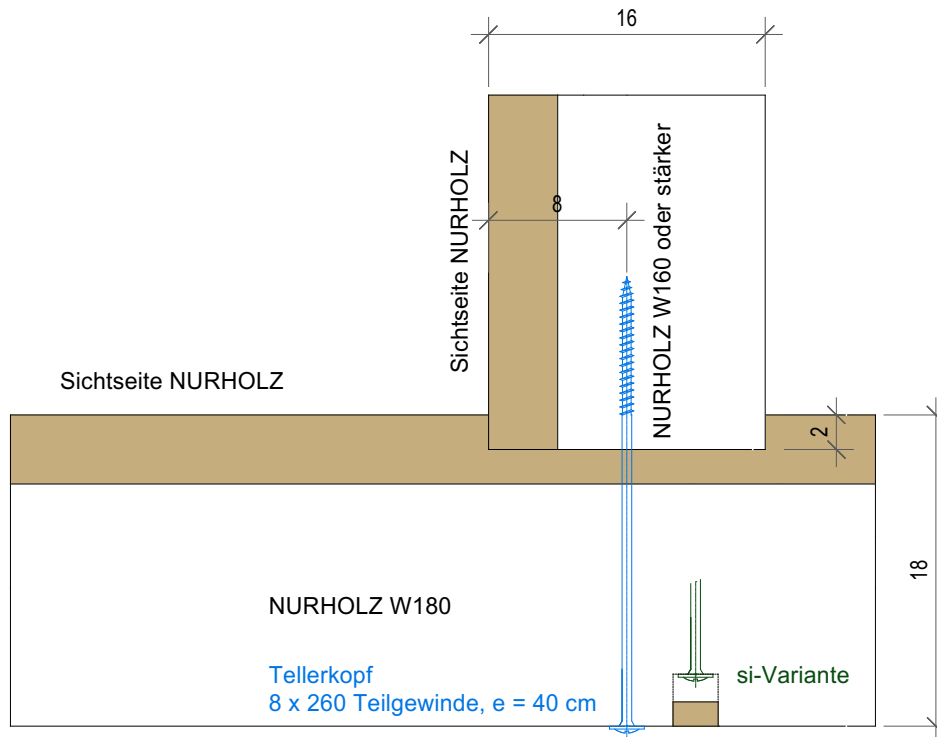 16
Sichtseite NURHOLZ
8
NURHOLZ W160 oder stärker
Sichtseite NURHOLZ
2
18
NURHOLZ W180
Tellerkopf
8 x 260 Teilgewinde, e = 40 cm
si-Variante